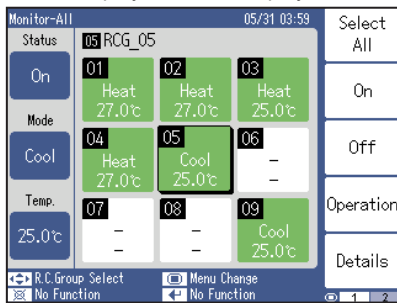 Monitor-All 05/31 03:59
Status
05 RCG_05
On
Mode
Cool
Temp.
25.0℃
01
Heat
27.0℃
02
Heat
27.0℃
03
Heat
25.0℃
04
Heat
27.0℃
05
Cool
25.0℃
06
–
–
07
–
–
08
–
–
09
Cool
25.0℃
R.C.Group Select Menu Change
No Function No Function
Select
All
On
Off
Operation
Details
1 2